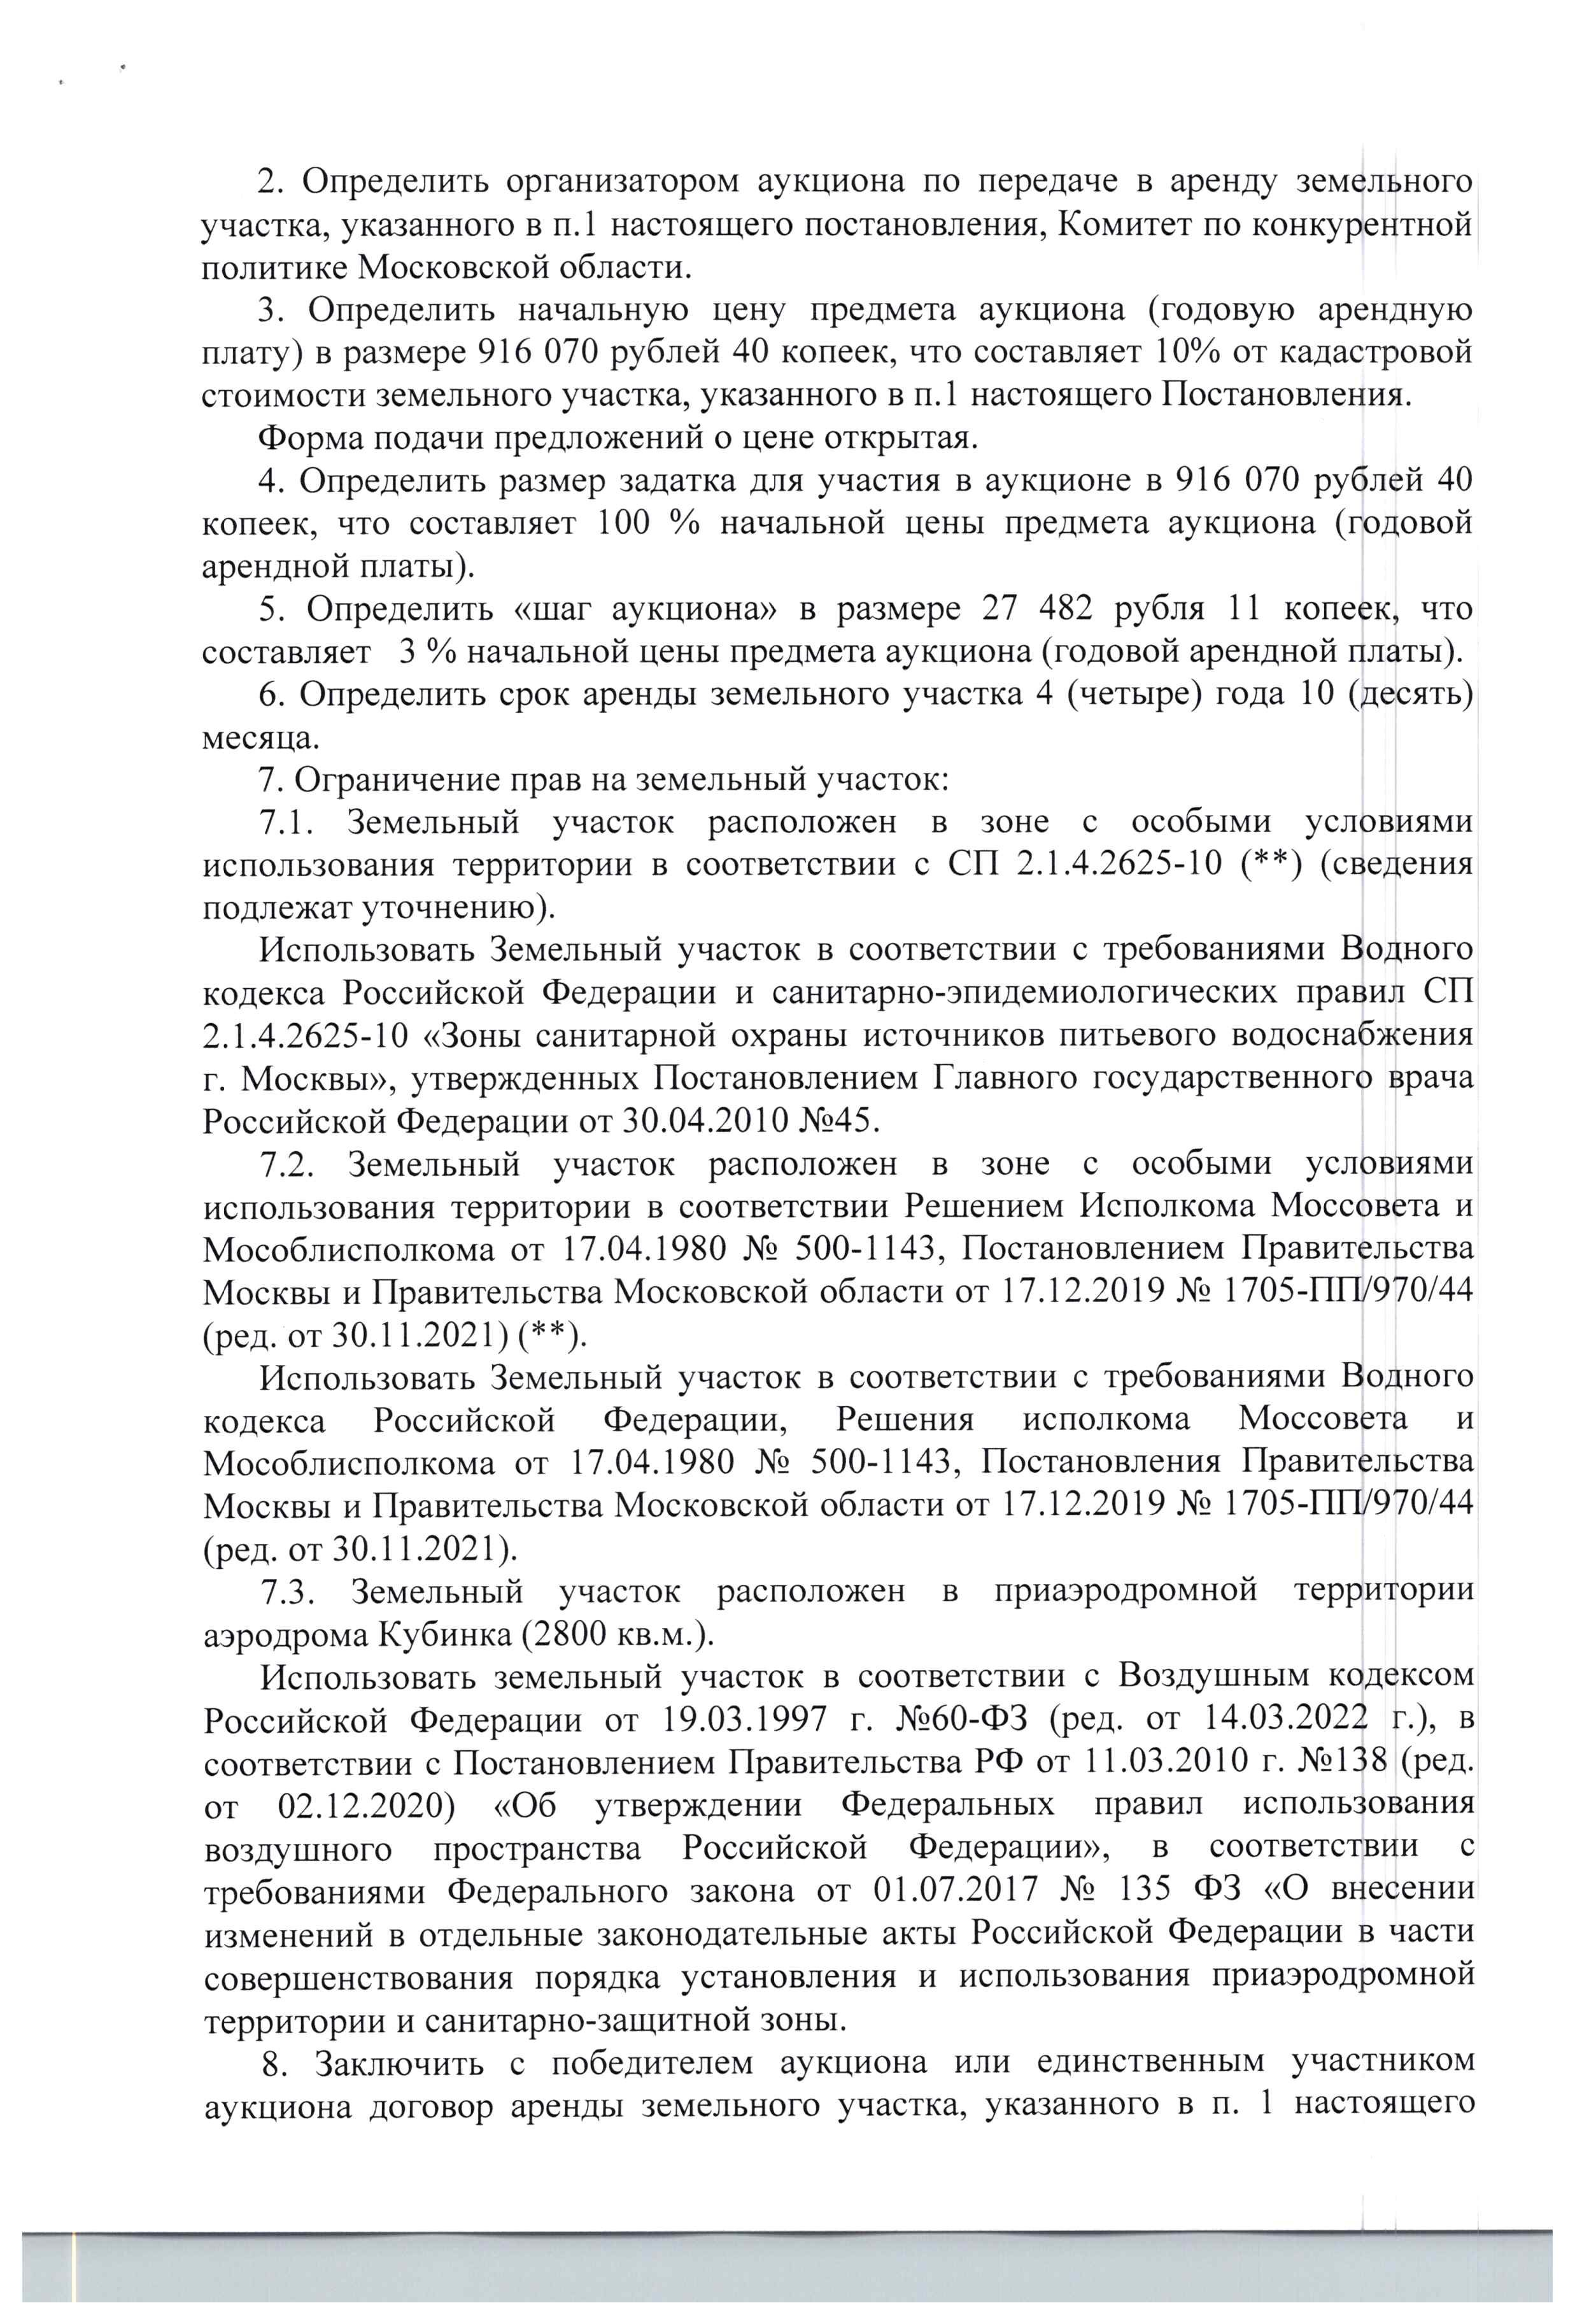 2. Определить организатором аукциона по передаче в аренду земельного
участка, указанного в п.1 настоящего постановления, Комитет по конкурентной
политике Московской области.
3. Определить начальную цену предмета аукциона (годовую арендную
плату) в размере 916 070 рублей 40 копеек, что составляет 10% от кадастровой
стоимости земельного участка, указанного в п.1 настоящего Постановления.
Форма подачи предложений о цене открытая.
4. Определить размер задатка для участия в аукционе в 916 070 рублей 40
копеек, что составляет 100 % начальной цены предмета аукциона (годовой
арендной платы).
5. Определить «шаг аукциона» в размере 27 482 рубля 11 копеек, что
составляет 3 % начальной цены предмета аукциона (годовой арендной платы).
6. Определить срок аренды земельного участка 4 (четыре) года 10 (десять)
месяца.
7. Ограничение прав на земельный участок:
7.1. Земельный участок расположен в зоне с особыми условиями
использования территории в соответствии с СП 2.1.4.2625-10 (**) (сведения
подлежат уточнению).
Использовать Земельный участок в соответствии с требованиями Водного
кодекса Российской Федерации и санитарно-эпидемиологических правил СП
2.1.4.2625-10 «Зоны санитарной охраны источников питьевого водоснабжения
г. Москвы», утвержденных Постановлением Главного государственного врача
Российской Федерации от 30.04.2010 №45.
7.2. Земельный участок расположен в зоне с особыми условиями
использования территории в соответствии Решением Исполкома Моссовета и
Мособлисполкома от 17.04.1980 № 500-1143, Постановлением Правительства
Москвы и Правительства Московской области от 17.12.2019 № 1705-ПП/970/44
(ред. от 30.11.2021) (**).
Использовать Земельный участок в соответствии с требованиями Водного
кодекса Российской Федерации, Решения исполкома Моссовета и
Мособлисполкома от 17.04.1980 № 500-1143, Постановления Правительства
Москвы и Правительства Московской области от 17.12.2019 № 1705-ПП/970/44
(ред. от 30.11.2021).
7.3. Земельный участок расположен в приаэродромной территории
аэродрома Кубинка (2800 кв.м.).
Использовать земельный участок в соответствии с Воздушным кодексом
Российской Федерации от 19.03.1997 г. №60-ФЗ (ред. от 14.03.2022 г.), в
соответствии с Постановлением Правительства РФ от 11.03.2010 г. №138 (ред.
от 02.12.2020) «Об утверждении Федеральных правил использования
воздушного пространства Российской Федерации», в соответствии с
требованиями Федерального закона от 01.07.2017 № 135 ФЗ «О внесении
изменений в отдельные законодательные акты Российской Федерации в части
совершенствования порядка установления и использования приаэродромной
территории и санитарно-защитной зоны.
8. Заключить с победителем аукциона или единственным участником
аукциона договор аренды земельного участка, указанного в п. 1 настоящего